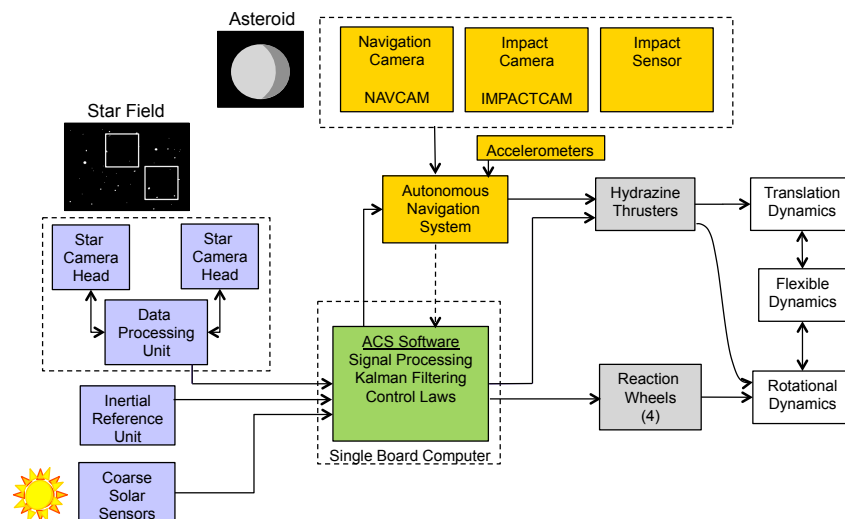 Asteroid
Navigation
Camera
NAVCAM
Impact
Camera
IMPACTCAM
Impact
Sensor
Star Field
Accelerometers
Autonomous
Navigation
System
Hydrazine
Thrusters
Translation
Dynamics
Star
Camera
Head
Star
Camera
Head
Data
Processing
Unit
Flexible
Dynamics
ACS Software
Signal Processing
Kalman Filtering
Control Laws
Inertial
Reference
Unit
Reaction
Wheels
(4)
Rotational
Dynamics
Single Board Computer
Coarse
Solar
Sensors